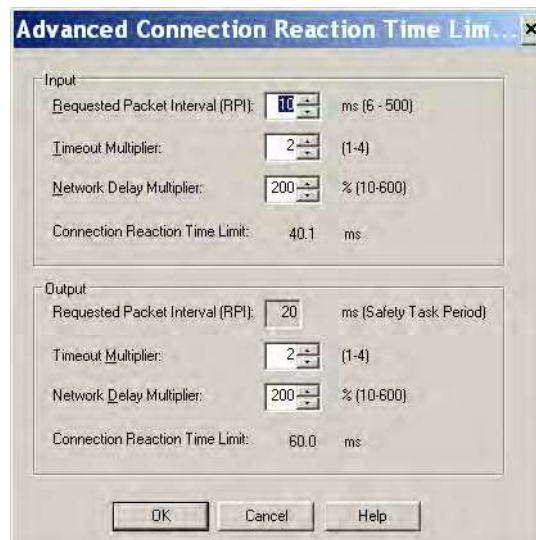 Advanced Connection Reaction Time Lim...
Input
Requested Packet Interval (RPI): 10 ms (6 - 500)
Timeout Multiplier: 2 (1-4)
Network Delay Multiplier: 200 % (10-600)
Connection Reaction Time Limit: 40.1 ms
Output
Requested Packet Interval (RPI): 20 ms (Safety Task Period)
Timeout Multiplier: 2 (1-4)
Network Delay Multiplier: 200 % (10-600)
Connection Reaction Time Limit: 60.0 ms
OK Cancel Help